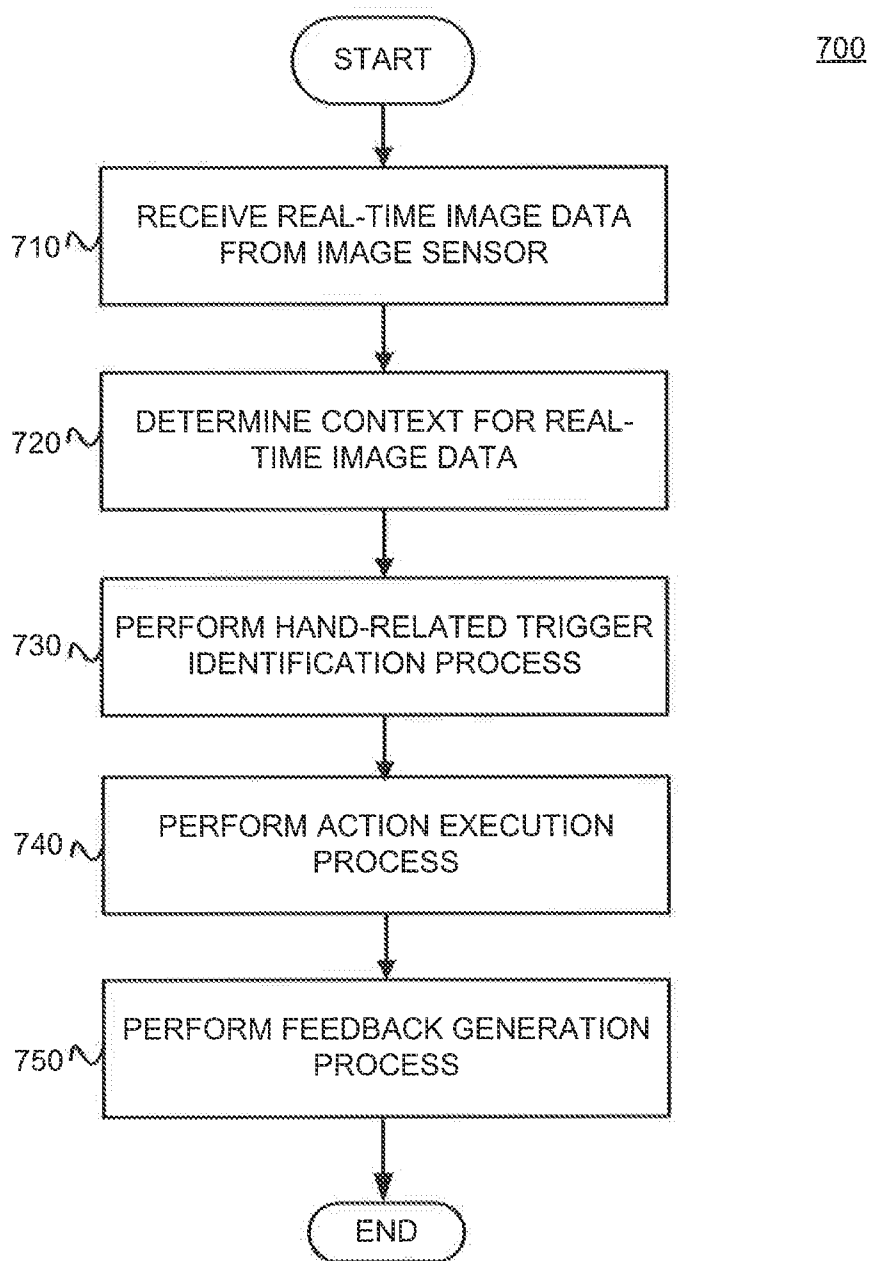 START
700
RECEIVE REAL-TIME IMAGE DATA
FROM IMAGE SENSOR
710
DETERMINE CONTEXT FOR REAL-
TIME IMAGE DATA
720
PERFORM HAND-RELATED TRIGGER
IDENTIFICATION PROCESS
730
PERFORM ACTION EXECUTION
PROCESS
740
PERFORM FEEDBACK GENERATION
PROCESS
750
END